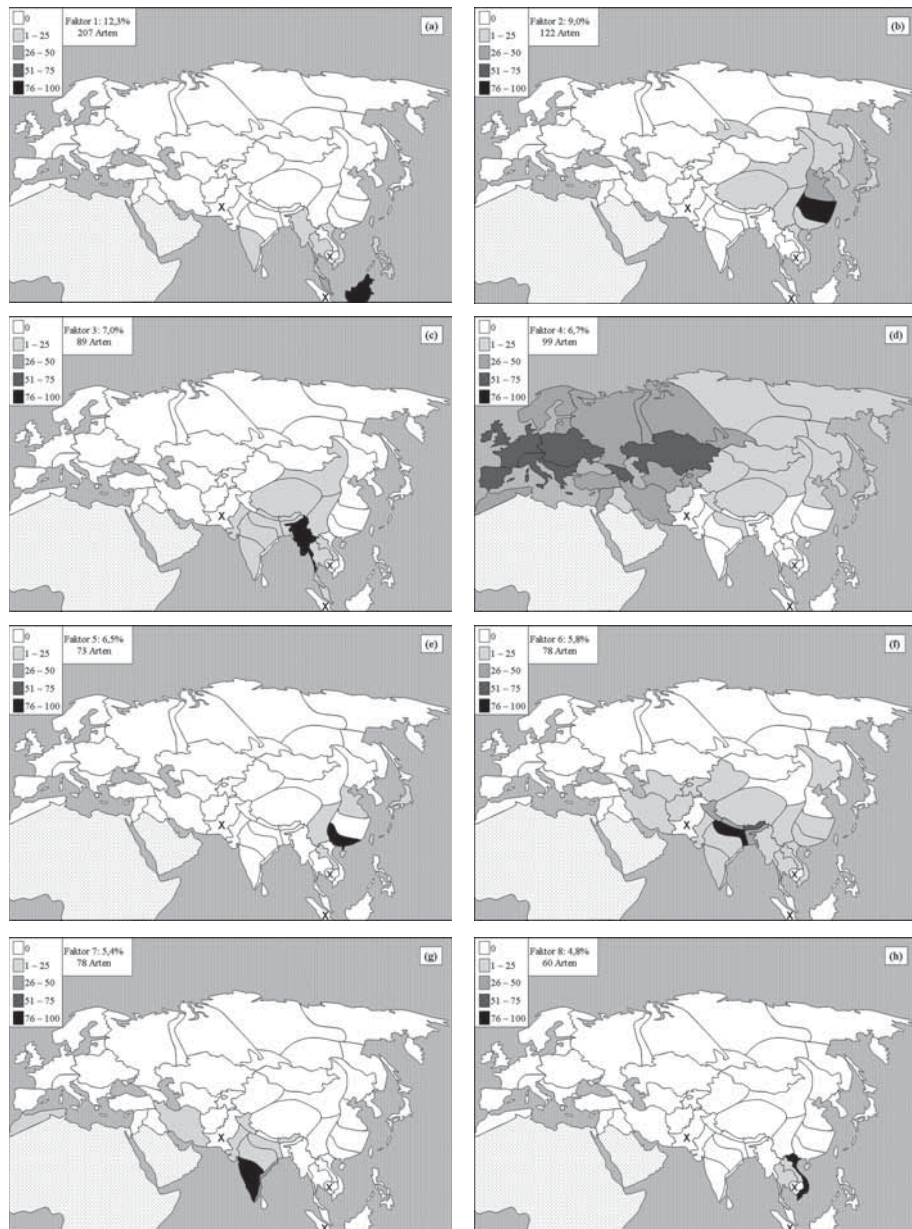 0
1 – 25
26 – 50
51 – 75
76 – 100
Faktor 1: 12,3%
207 Arten
(a)
X
X
X
0
1 – 25
26 – 50
51 – 75
76 – 100
Faktor 2: 9,0%
122 Arten
(b)
X
X
X
0
1 – 25
26 – 50
51 – 75
76 – 100
Faktor 3: 7,0%
89 Arten
(c)
X
X
X
0
1 – 25
26 – 50
51 – 75
76 – 100
Faktor 4: 6,7%
99 Arten
(d)
X
X
X
0
1 – 25
26 – 50
51 – 75
76 – 100
Faktor 5: 6,5%
73 Arten
(e)
X
X
X
0
1 – 25
26 – 50
51 – 75
76 – 100
Faktor 6: 5,8%
78 Arten
(f)
X
X
X
0
1 – 25
26 – 50
51 – 75
76 – 100
Faktor 7: 5,4%
78 Arten
(g)
X
X
X
0
1 – 25
26 – 50
51 – 75
76 – 100
Faktor 8: 4,8%
60 Arten
(h)
X
X
X